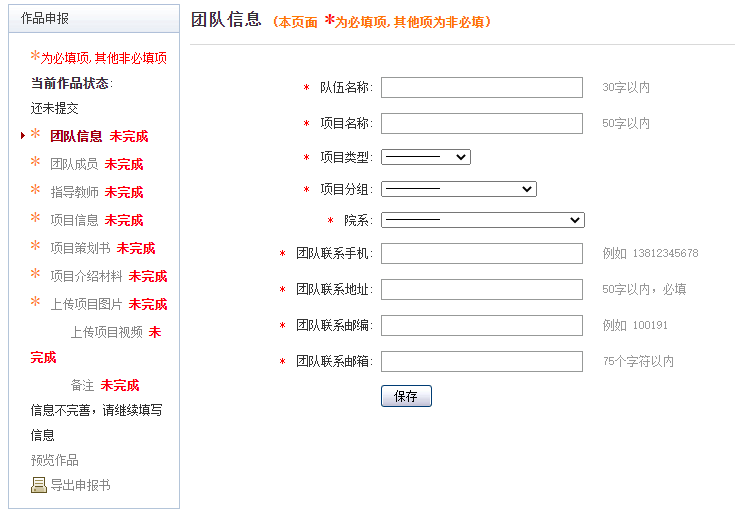 作品申报
*为必填项,其他非必填项
当前作品状态:
还未提交
* 团队信息 未完成
* 团队成员 未完成
* 指导教师 未完成
* 项目信息 未完成
* 项目策划书 未完成
* 项目介绍材料 未完成
* 上传项目图片 未完成
上传项目视频 未
完成
备注 未完成
信息不完善，请继续填写
信息
预览作品
导出申报书
团队信息 (本页面 *为必填项,其他项为非必填)
* 队伍名称: 30字以内
* 项目名称: 50字以内
* 项目类型: ─────
* 项目分组: ─────
* 院系: ─────
* 团队联系手机: 例如 13812345678
* 团队联系地址: 50字以内，必填
* 团队联系邮编: 例如 100191
* 团队联系邮箱: 75个字符以内
保存